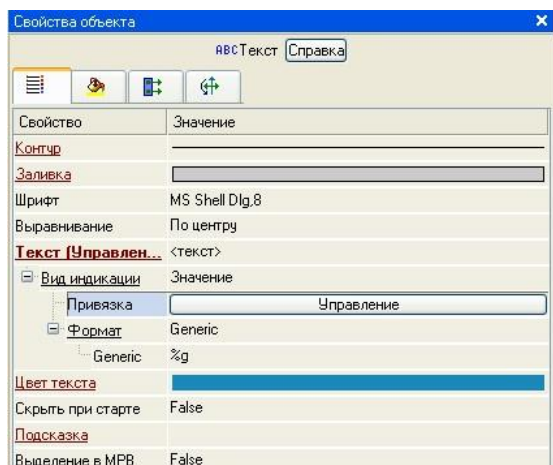 Свойства объекта
ABCТекст Справка
Свойство Значение
Контур
Заливка
Шрифт MS Shell Dlg,8
Выравнивание По центру
Текст (Управлен... <текст>
Вид индикации Значение
Привязка Управление
Формат Generic
Generic %g
Цвет текста
Скрыть при старте False
Подсказка
Выделение в МРВ False